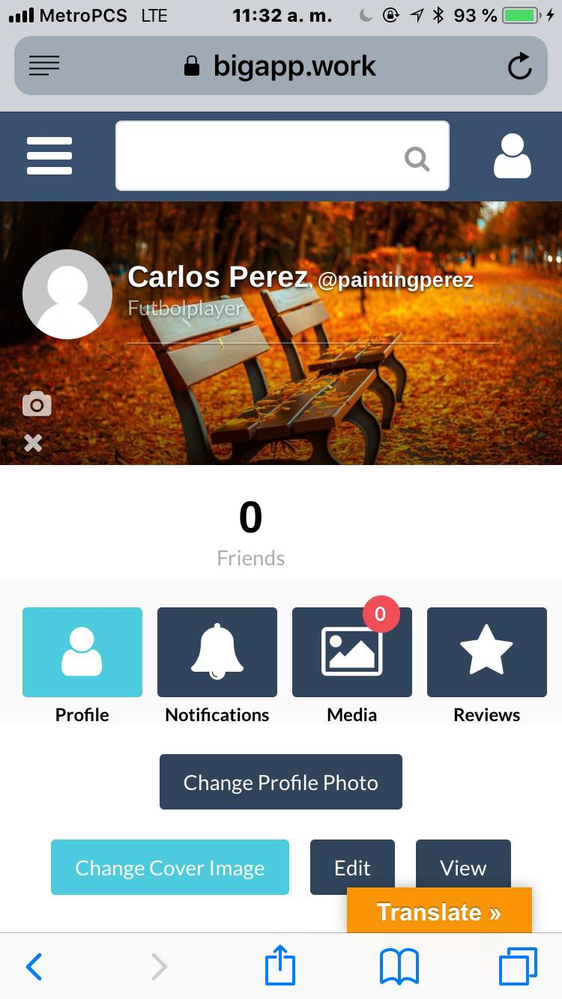 MetroPCS LTE 11:32 a. m. 93 %
bigapp.work
Carlos Perez, @paintingperez
Futbolplayer
0
Friends
0
Profile Notifications Media Reviews
Change Profile Photo
Change Cover Image Edit View
Translate »